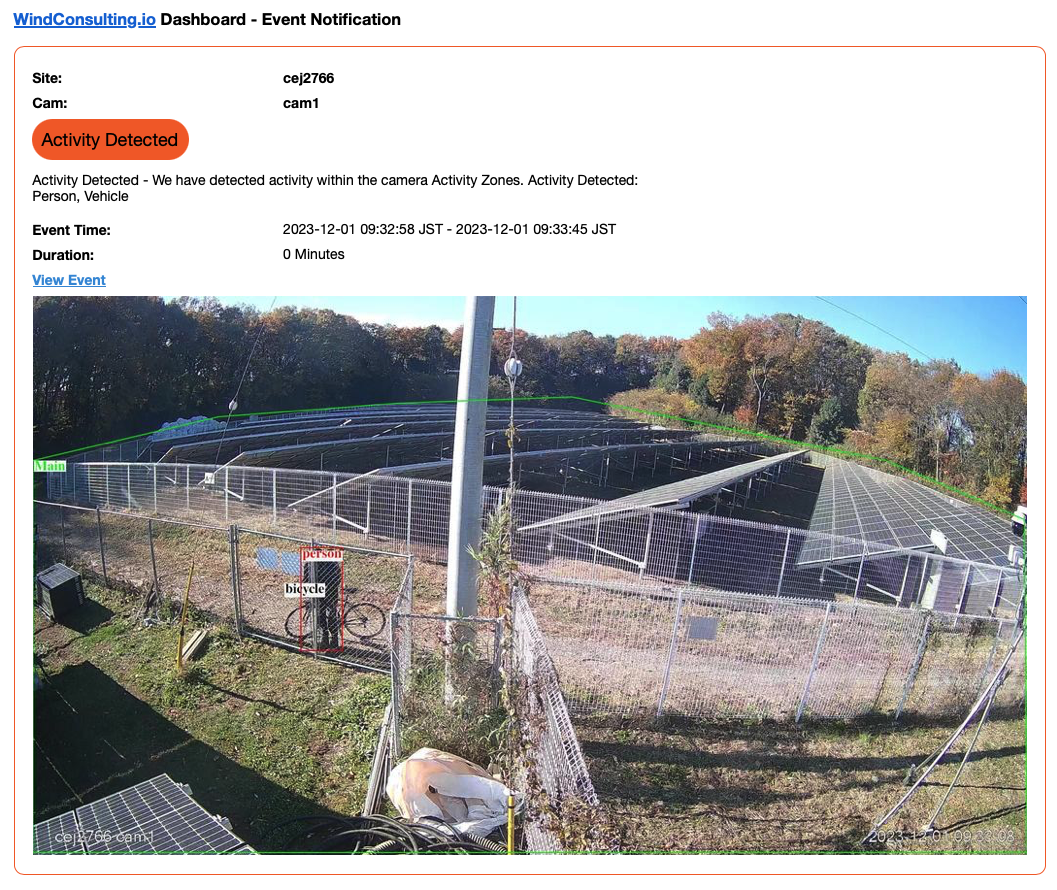 WindConsulting.io Dashboard - Event Notification
Site: cej2766
Cam: cam1
Activity Detected
Activity Detected - We have detected activity within the camera Activity Zones. Activity Detected:
Person, Vehicle
Event Time: 2023-12-01 09:32:58 JST - 2023-12-01 09:33:45 JST
Duration: 0 Minutes
View Event
Main
person
bicycle
cej2766 cam1
2023-12-01 09:33:03